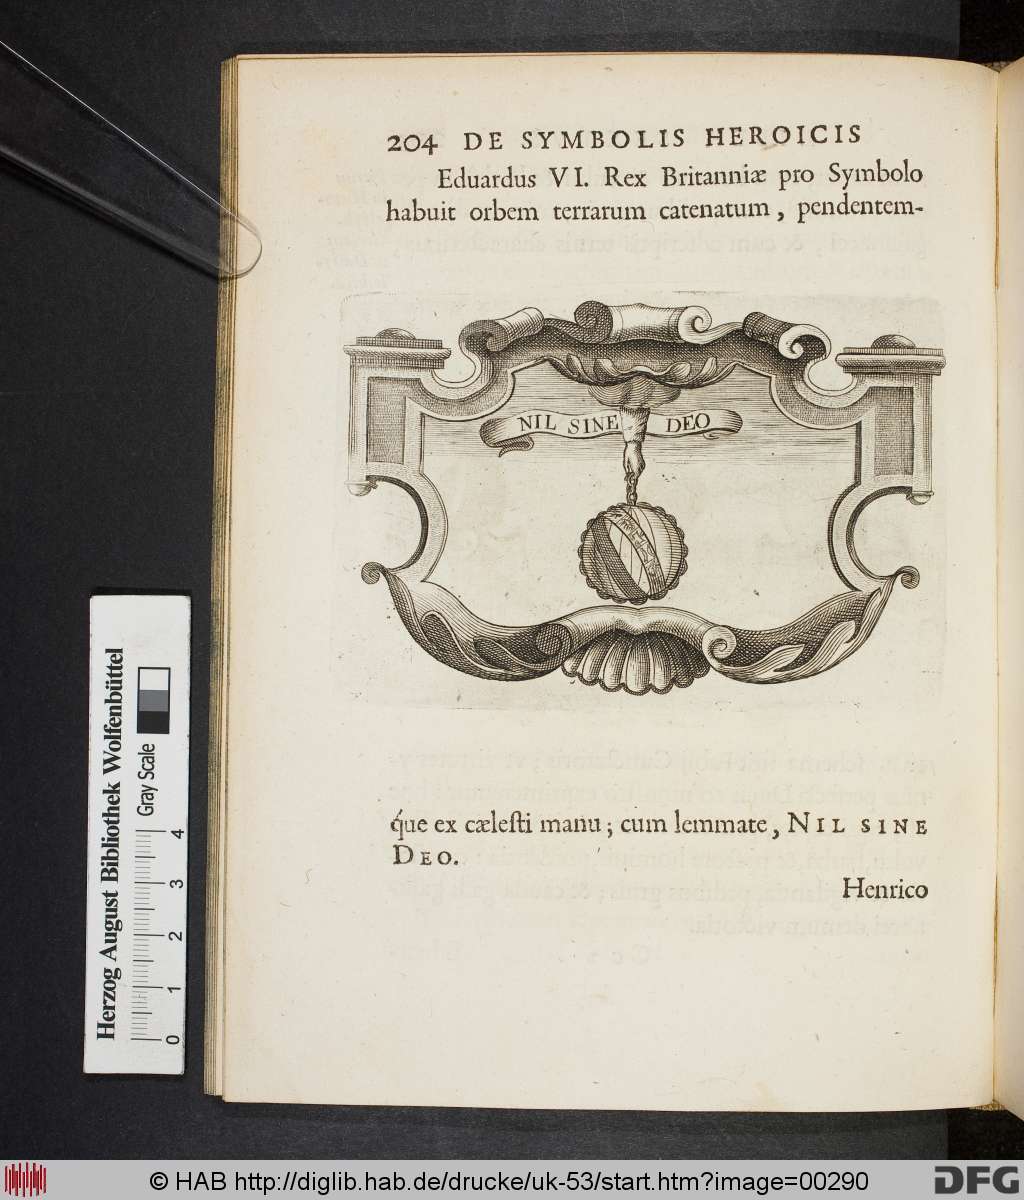 204 DE SYMBOLIS HEROICIS
Eduardus VI. Rex Britanniæ pro Symbolo
habuit orbem terrarum catenatum, pendentem-
NIL SINE DEO
q́ue ex cæleſti manu; cum lemmate, NIL SINE
DEO.
Henrico
Herzog August Bibliothek Wolfenbüttel
Gray Scale
0 1 2 3 4
© HAB http://diglib.hab.de/drucke/uk-53/start.htm?image=00290
DFG